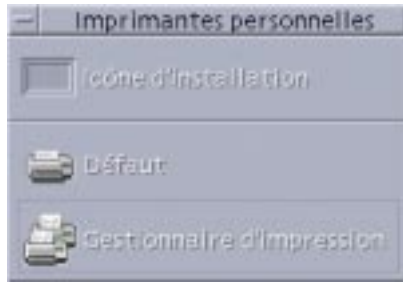 Imprimantes personnelles
Icône d'installation
Défaut
Gestionnaire d'impression